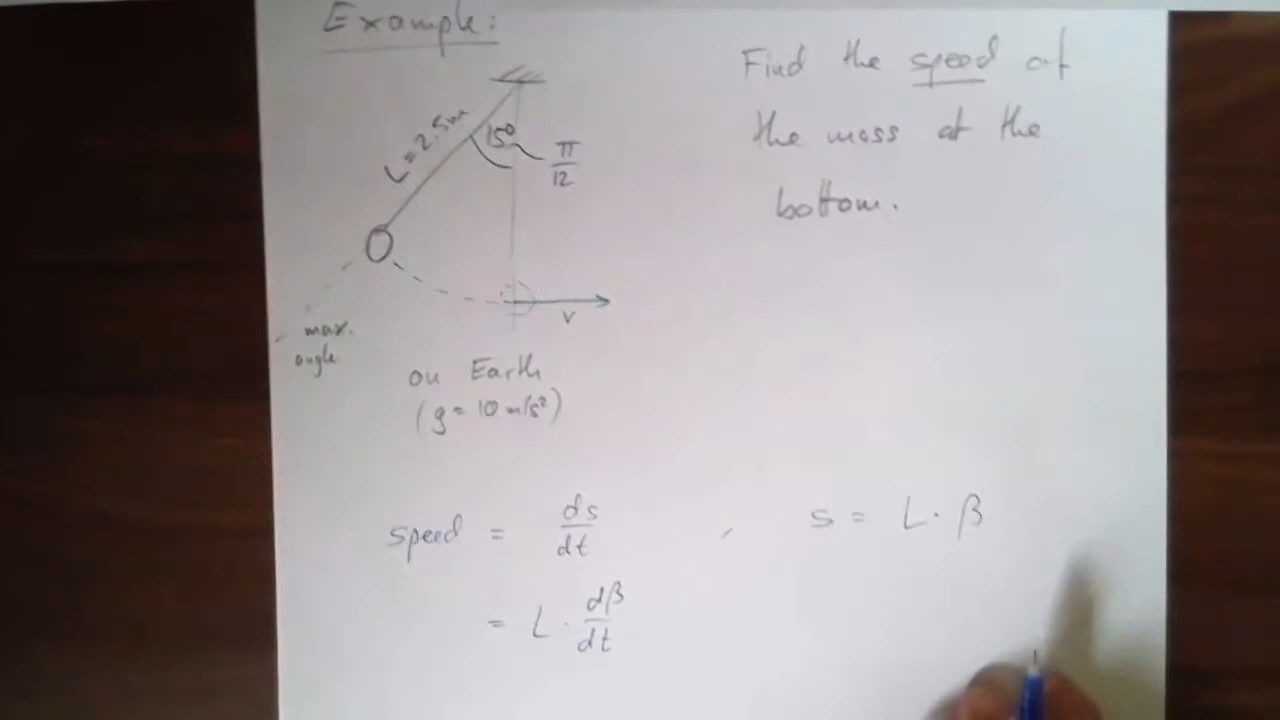 Example:
Find the speed of
the mass at the
bottom.
L = 2.5m
15°
π/12
v
max.
angle
on Earth
(g = 10 m/s²)
speed = ds/dt , s = L · β
= L · dβ/dt